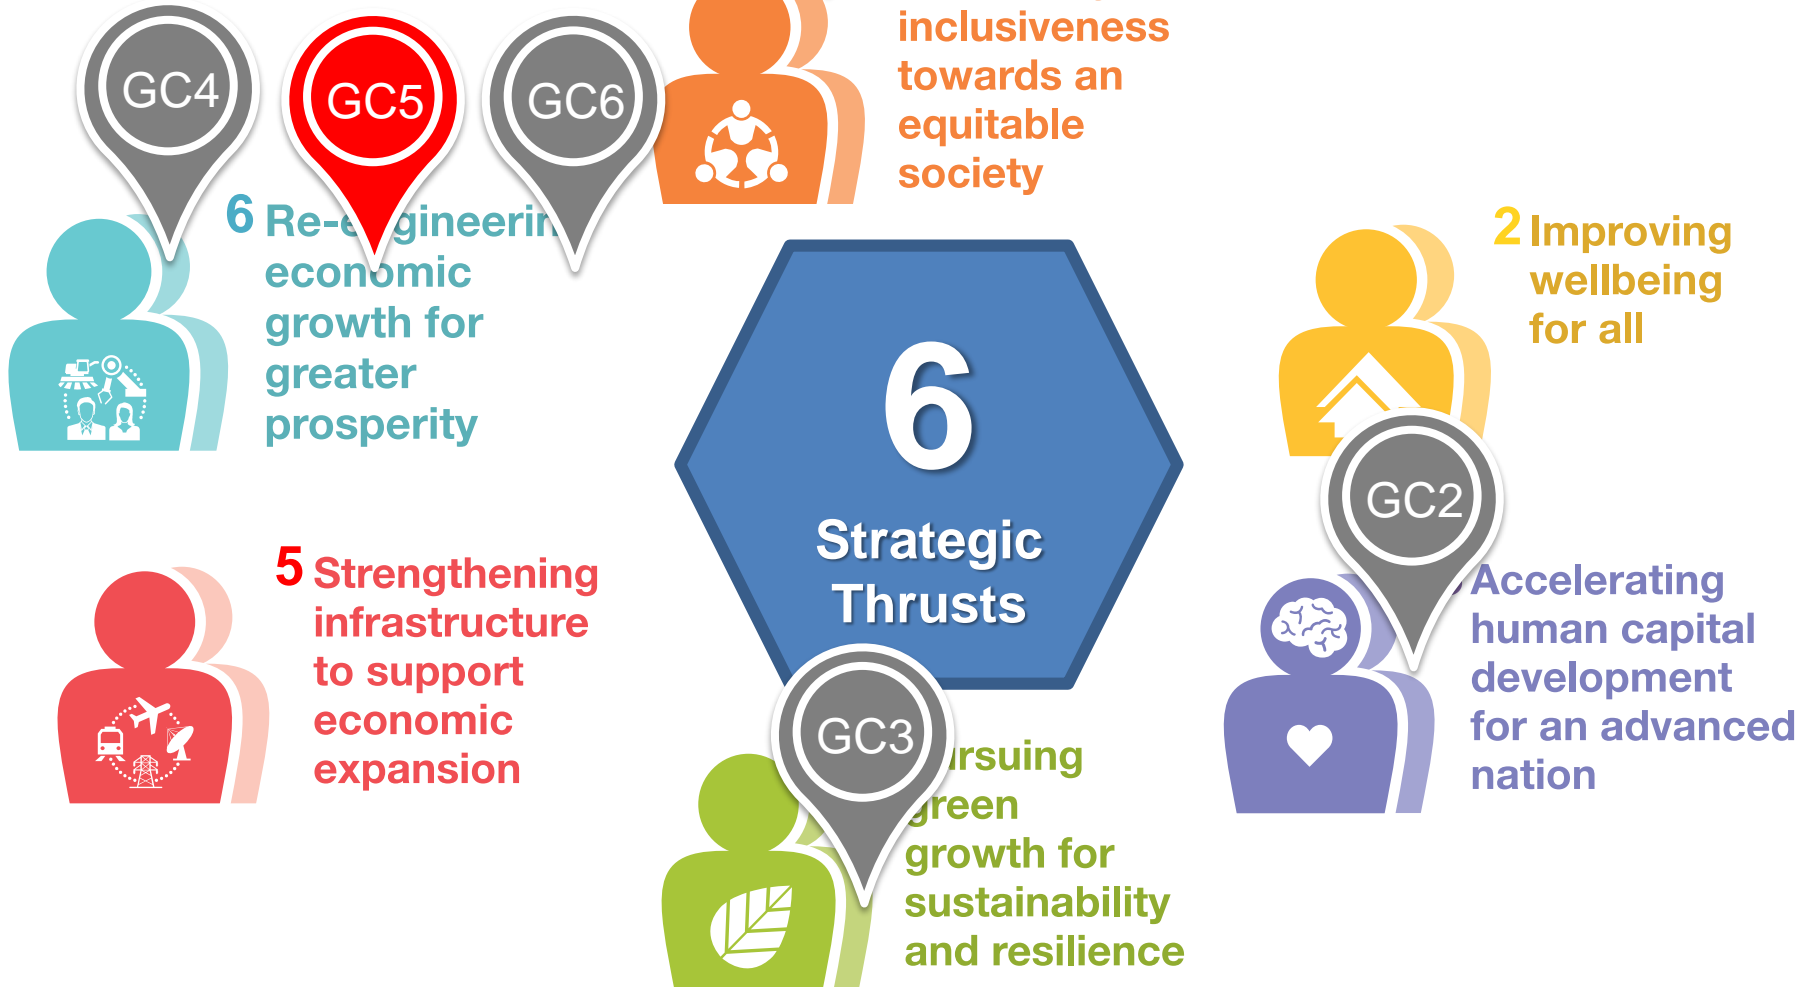 inclusiveness
towards an
equitable
society
GC4
GC5
GC6
6 Re-engineering
economic
growth for
greater
prosperity
2 Improving
wellbeing
for all
6
Strategic
Thrusts
GC2
5 Strengthening
infrastructure
to support
economic
expansion
Accelerating
human capital
development
for an advanced
nation
GC3
green
growth for
sustainability
and resilience